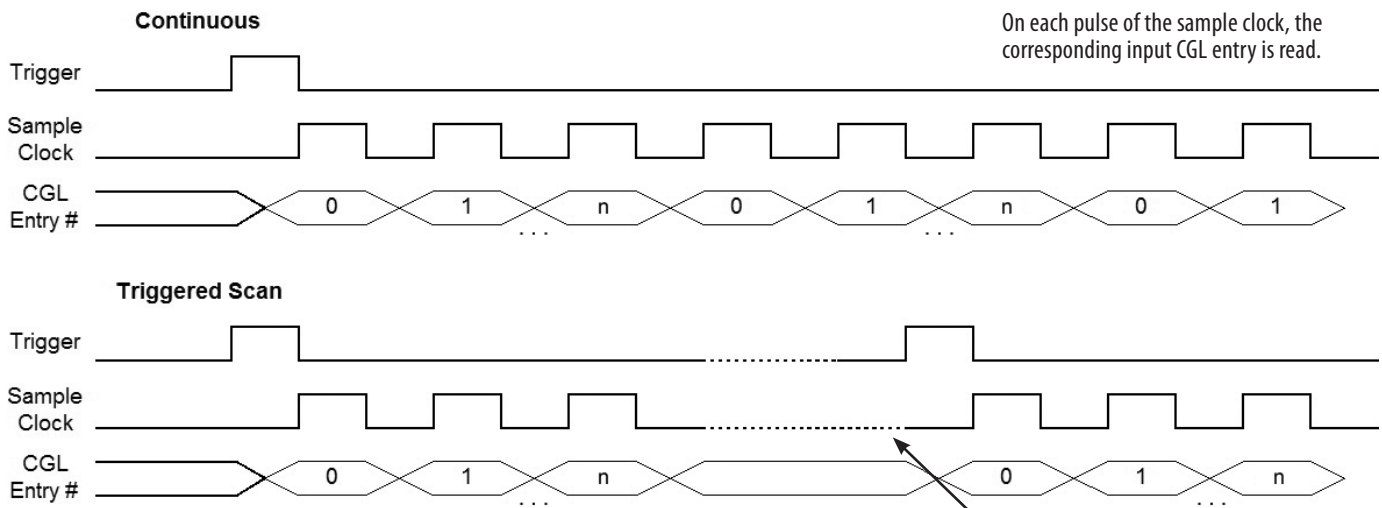 Continuous
On each pulse of the sample clock, the
corresponding input CGL entry is read.
Trigger
Sample
Clock
CGL
Entry #
0 1 n 0 1 n 0 1
. . . . . .
Triggered Scan
Trigger
Sample
Clock
CGL
Entry #
0 1 n 0 1 n
. . . . . .